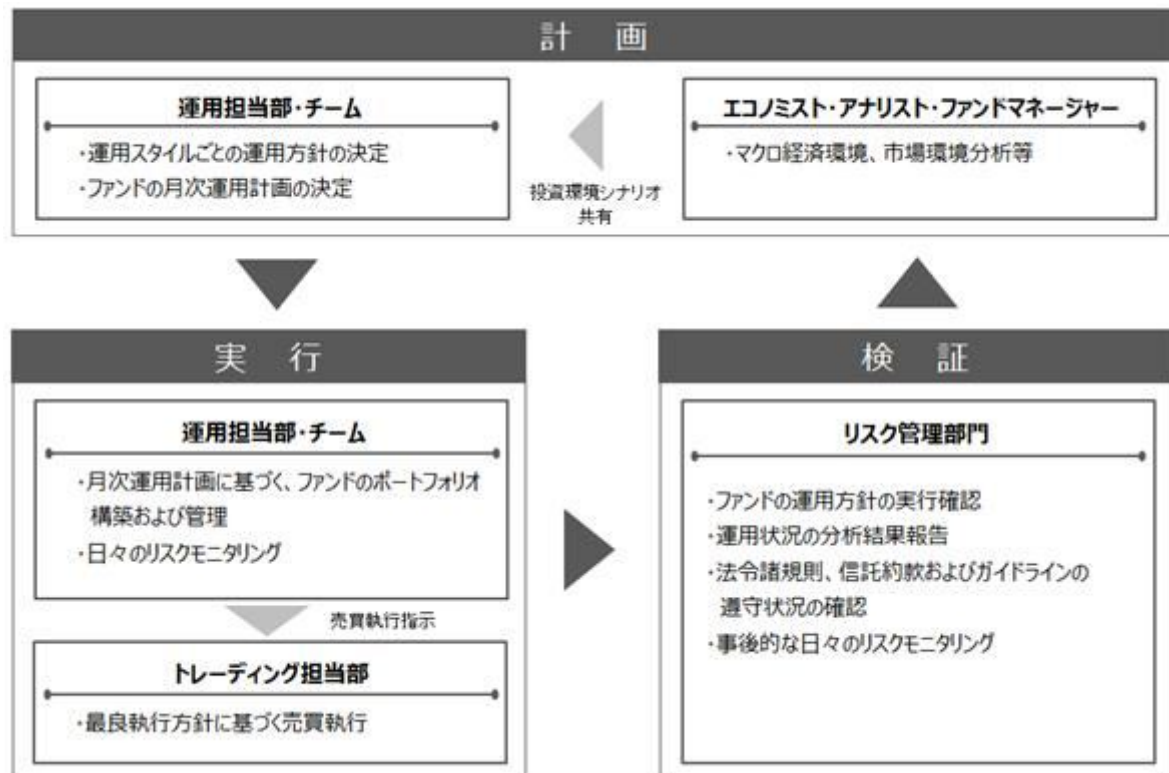 計 画
運用担当部・チーム
・運用スタイルごとの運用方針の決定
・ファンドの月次運用計画の決定
投資環境シナリオ
共有
エコノミスト・アナリスト・ファンドマネージャー
・マクロ経済環境、市場環境分析等
実 行
運用担当部・チーム
・月次運用計画に基づく、ファンドのポートフォリオ
構築および管理
・日々のリスクモニタリング
売買執行指示
トレーディング担当部
・最良執行方針に基づく売買執行
検 証
リスク管理部門
・ファンドの運用方針の実行確認
・運用状況の分析結果報告
・法令諸規則、信託約款およびガイドラインの
遵守状況の確認
・事後的な日々のリスクモニタリング